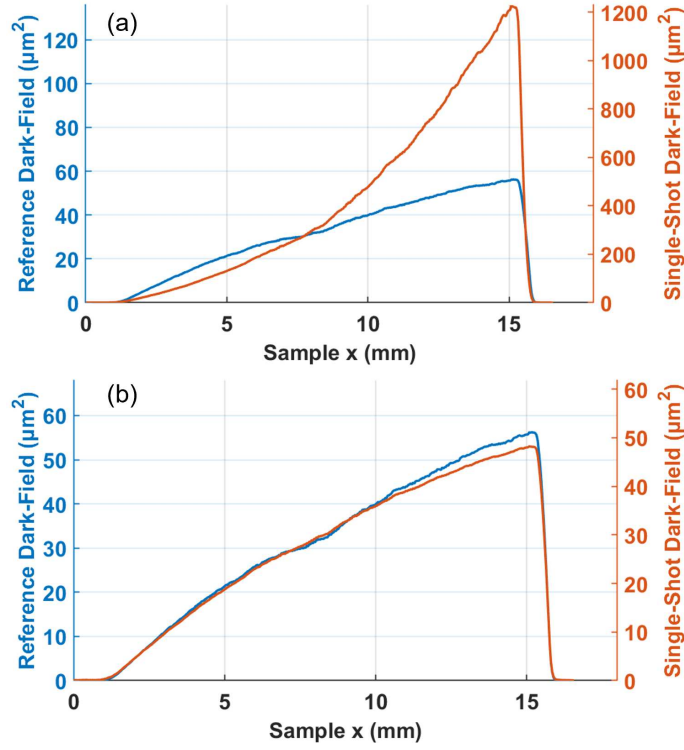 (a)
Reference Dark-Field (µm²)
120
100
80
60
40
20
0
Single-Shot Dark-Field (µm²)
1200
1000
800
600
400
200
0
0 5 10 15
Sample x (mm)
(b)
Reference Dark-Field (µm²)
60
50
40
30
20
10
0
Single-Shot Dark-Field (µm²)
60
50
40
30
20
10
0
0 5 10 15
Sample x (mm)